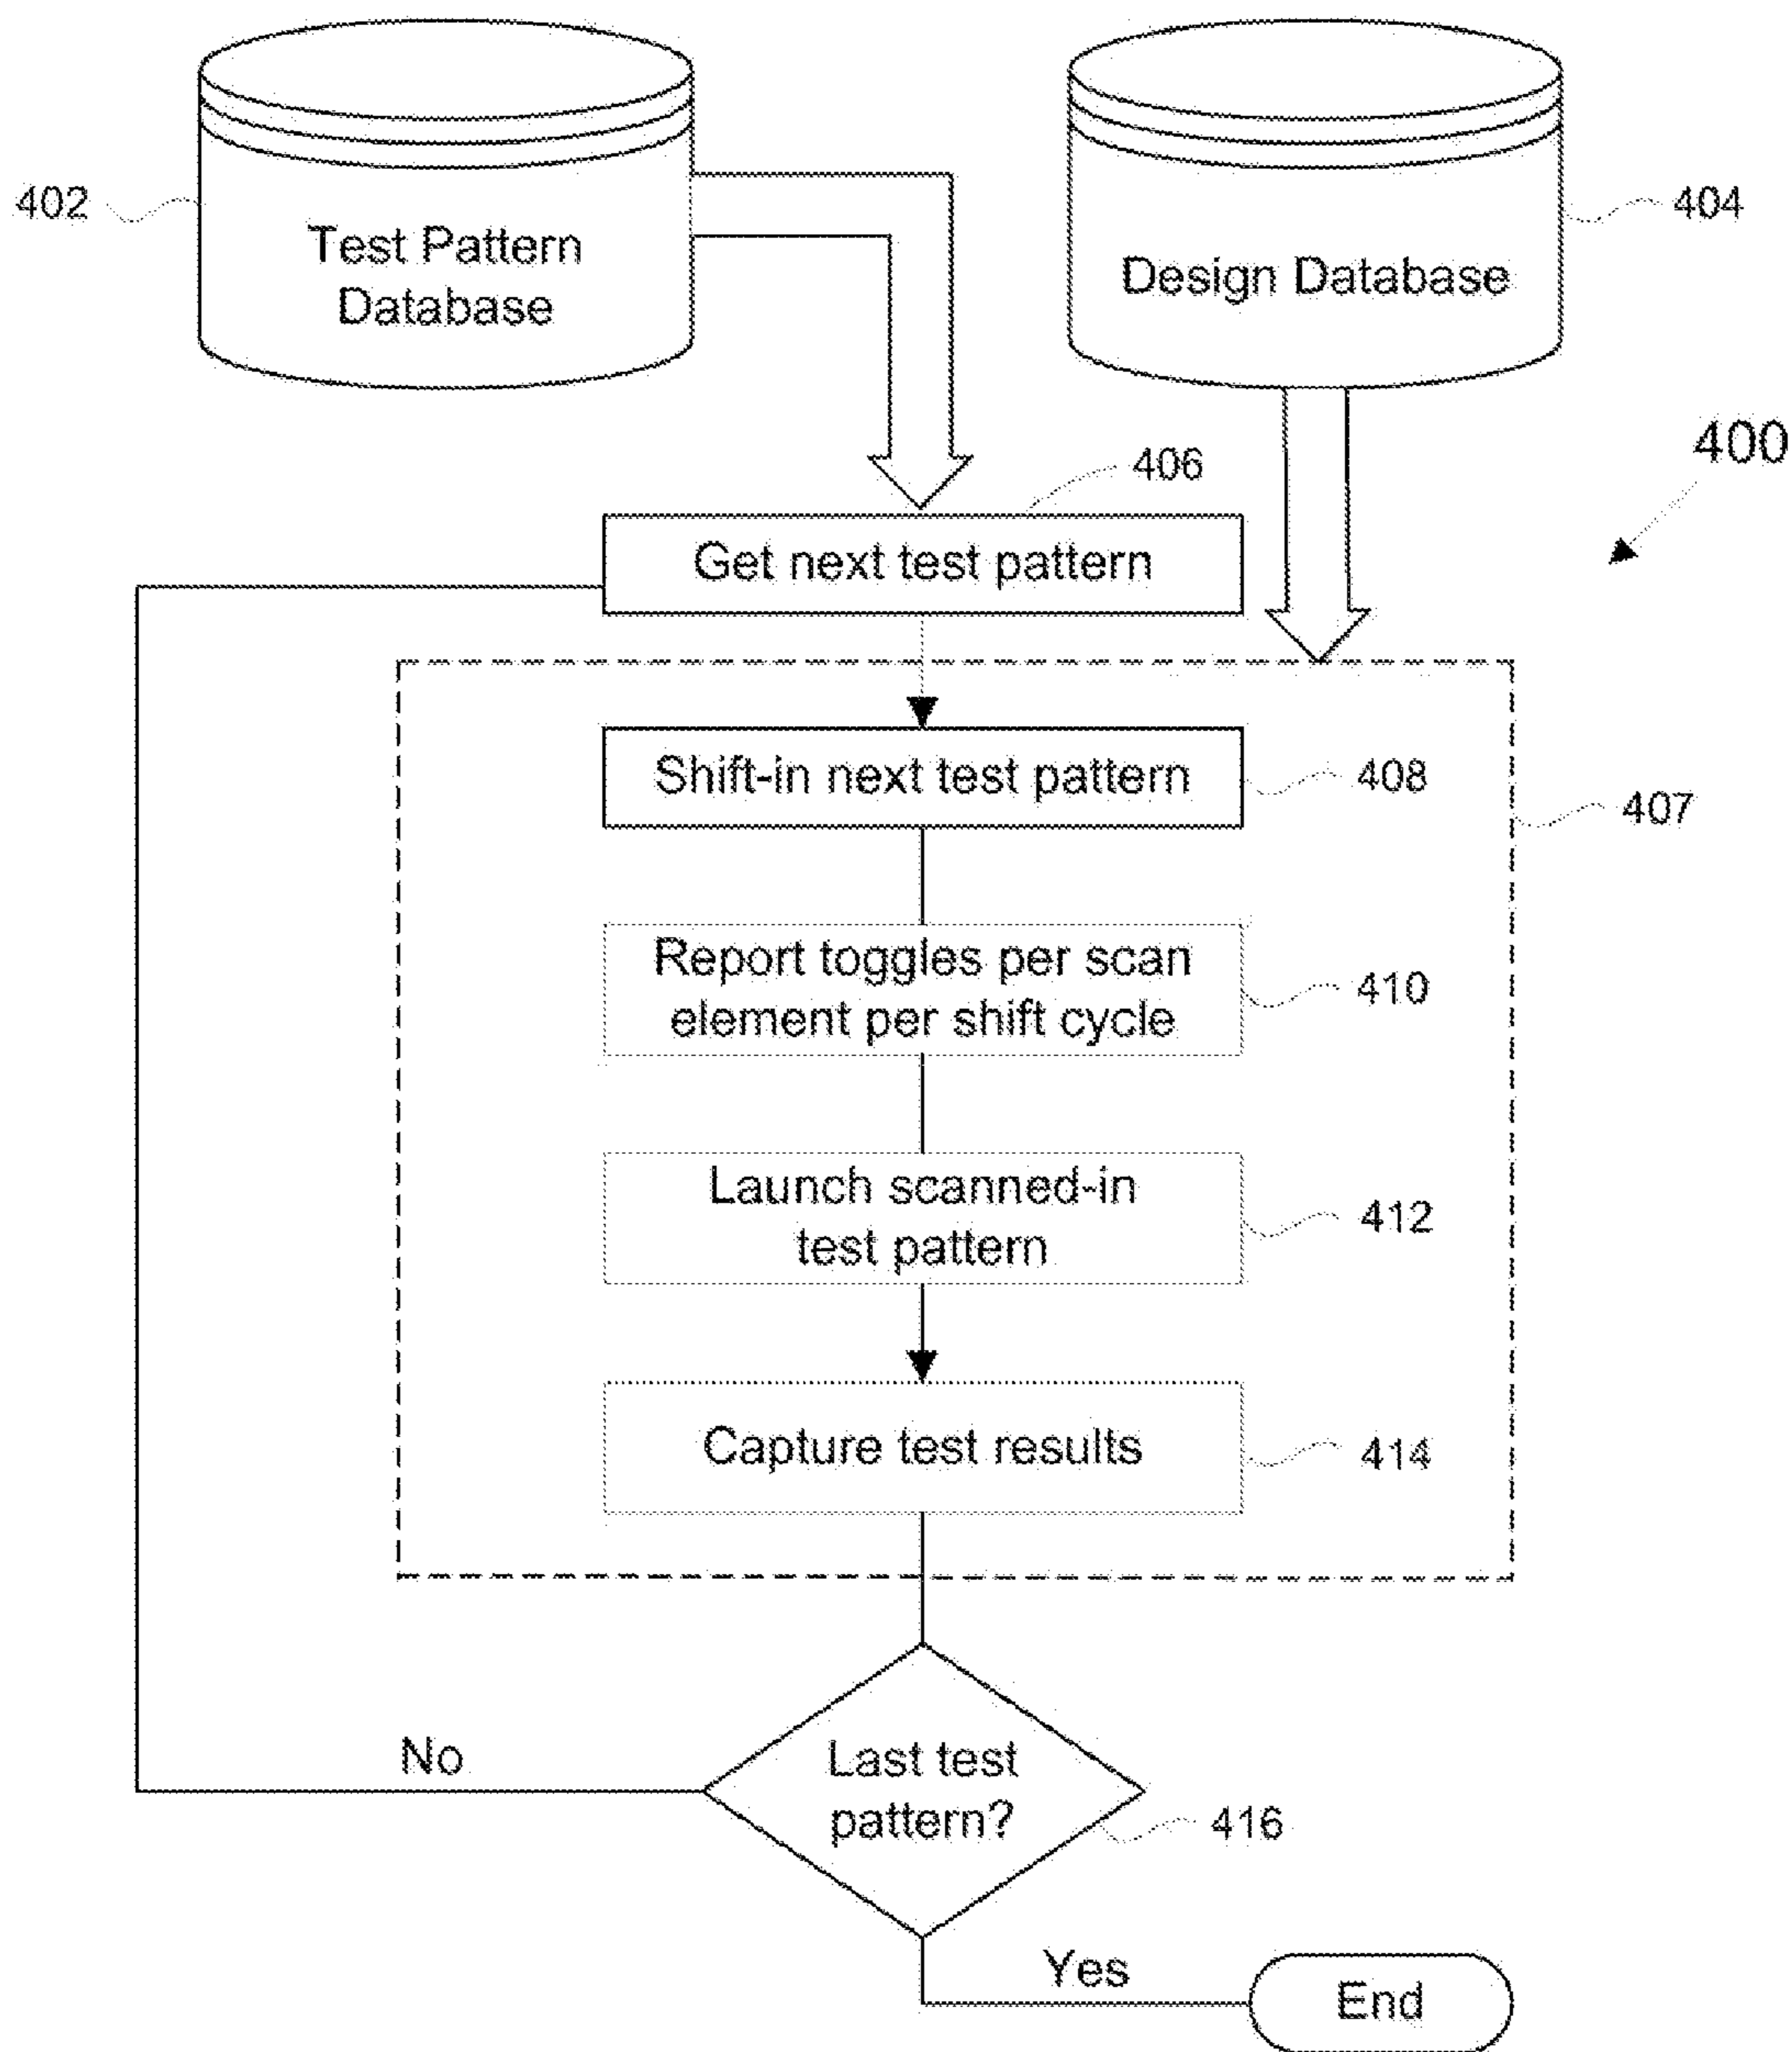 402
Test Pattern
Database
Design Database
404
400
406
Get next test pattern
Shift-in next test pattern
408
407
Report toggles per scan
element per shift cycle
410
Launch scanned-in
test pattern
412
Capture test results
414
No
Last test
pattern?
416
Yes
End